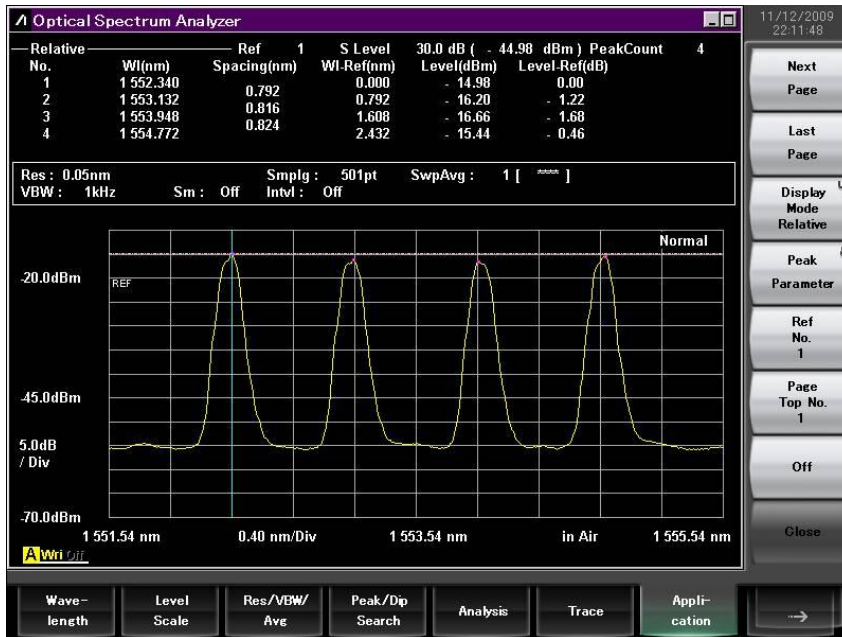 Optical Spectrum Analyzer
11/12/2009
22:11:48
Relative Ref 1 S Level 30.0 dB ( - 44.98 dBm ) PeakCount 4
No. Wl(nm) Spacing(nm) Wl-Ref(nm) Level(dBm) Level-Ref(dB)
1 1 552.340 0.000 - 14.98 0.00
0.792
2 1 553.132 0.792 - 16.20 - 1.22
0.816
3 1 553.948 1.608 - 16.66 - 1.68
0.824
4 1 554.772 2.432 - 15.44 - 0.46
Res : 0.05nm Smplg : 501pt SwpAvg : 1 [ **** ]
VBW : 1kHz Sm : Off Intvl : Off
Normal
-20.0dBm
REF
-45.0dBm
5.0dB
/ Div
-70.0dBm
1 551.54 nm 0.40 nm/Div 1 553.54 nm in Air 1 555.54 nm
A Wri Off
Next
Page
Last
Page
Display
Mode
Relative
Peak
Parameter
Ref
No.
1
Page
Top No.
1
Off
Close
Wave-
length
Level
Scale
Res/VBW/
Avg
Peak/Dip
Search
Analysis
Trace
Appli-
cation
→